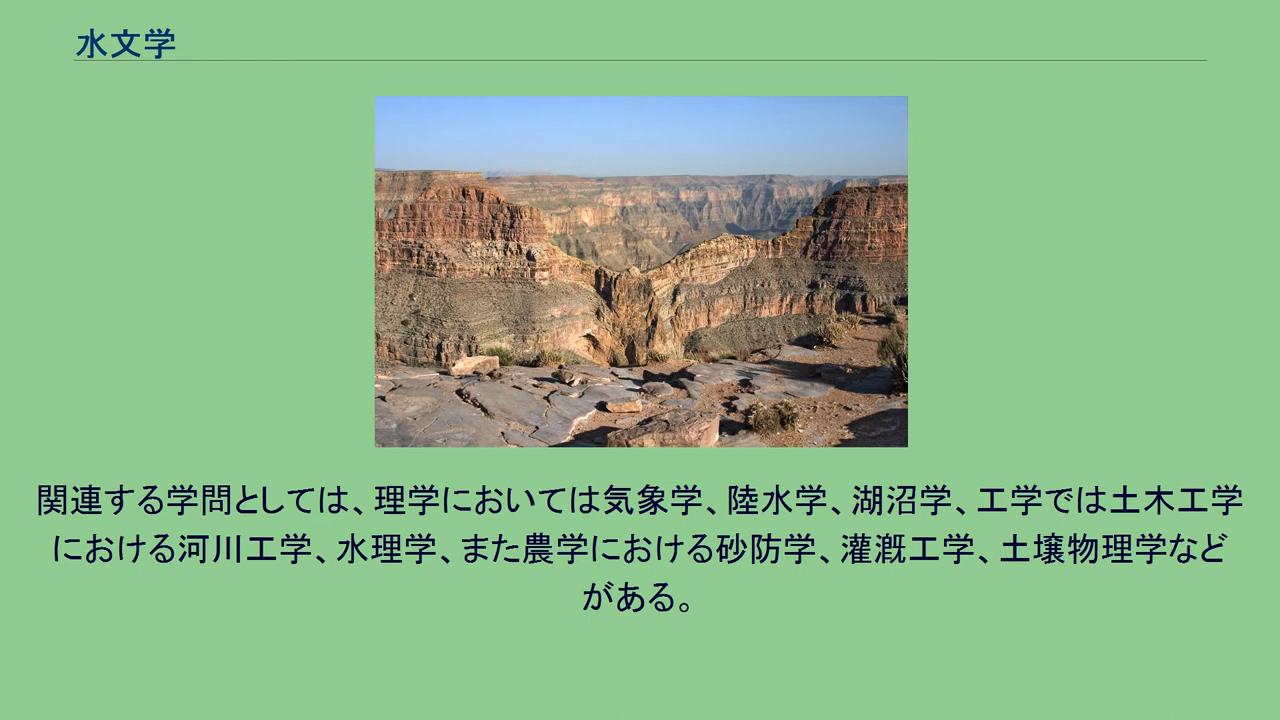 水文学
関連する学問としては、理学においては気象学、陸水学、湖沼学、工学では土木工学
における河川工学、水理学、また農学における砂防学、灌漑工学、土壌物理学など
がある。